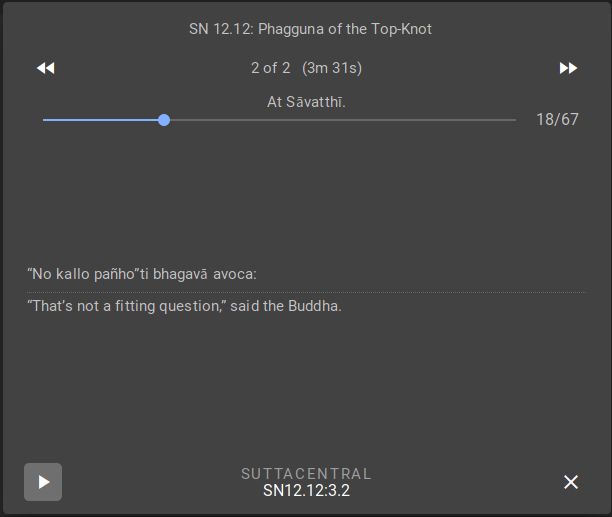 SN 12.12: Phagguna of the Top-Knot
2 of 2 (3m 31s)
At Sāvatthī.
18/67
“No kallo pañho”ti bhagavā avoca:
“That’s not a fitting question,” said the Buddha.
SUTTACENTRAL
SN12.12:3.2